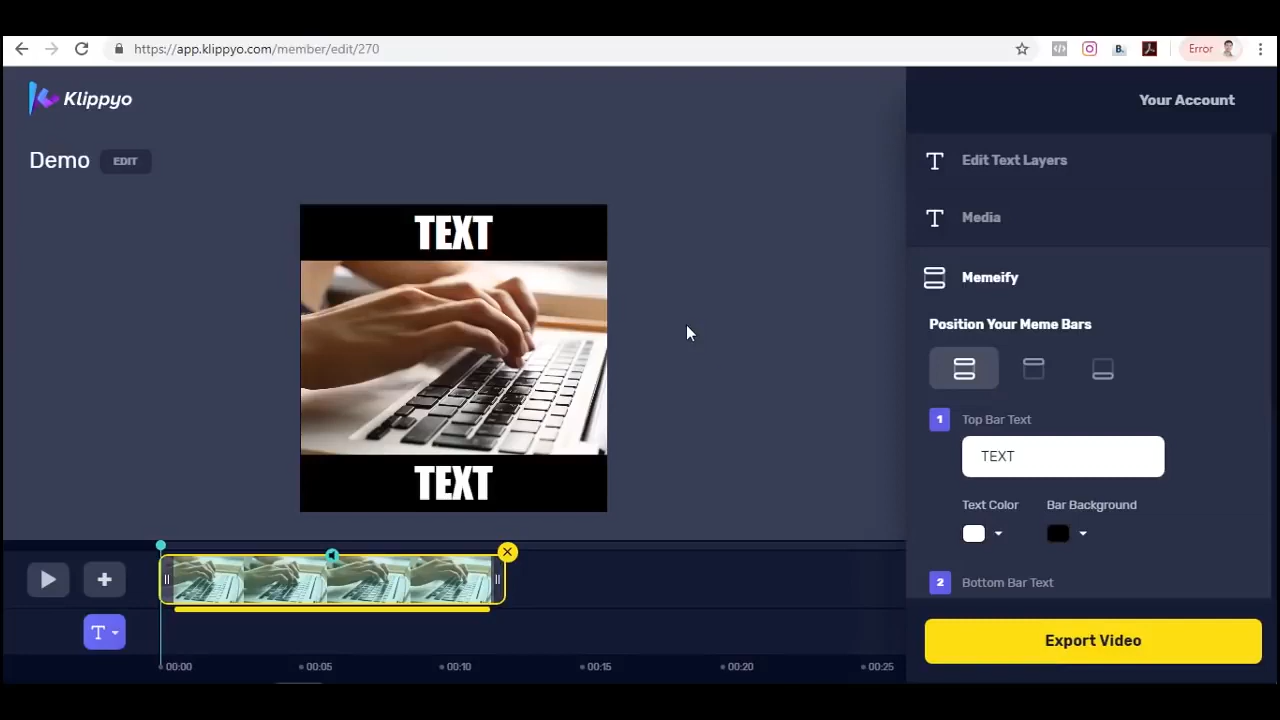 https://app.klippyo.com/member/edit/270
Error
Klippyo
Your Account
Demo
EDIT
Edit Text Layers
Media
Memeify
Position Your Meme Bars
TEXT
TEXT
1
Top Bar Text
TEXT
Text Color
Bar Background
2
Bottom Bar Text
Export Video
T
00:00
00:05
00:10
00:15
00:20
00:25